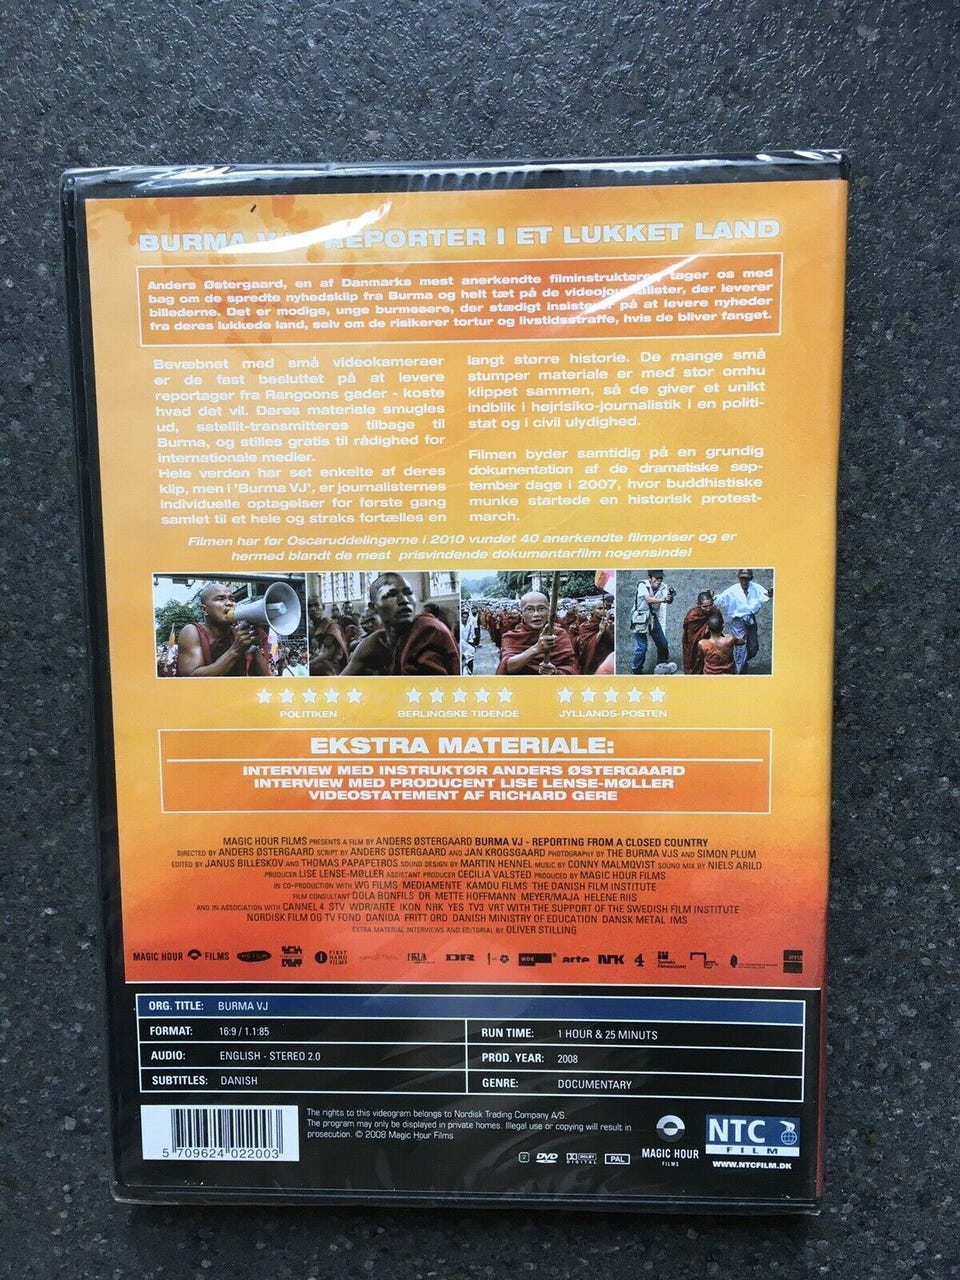 BURMA VJ REPORTER I ET LUKKET LAND
Anders Østergaard, en af Danmarks mest anerkendte filminstruktører tager os med
bag om de spredte nyhedsklip fra Burma og helt tæt på de videojournalister, der leverer
billederne. Det er modige, unge burmesere, der stædigt insisterer på at levere nyheder
fra deres lukkede land, selv om de risikerer tortur og livstidsstraffe, hvis de bliver fanget.
Bevæbnet med små videokameraer
er de fast besluttet på at levere
reportager fra Rangoons gader - koste
hvad det vil. Deres materiale smugles
ud, satellit-transmitteres tilbage til
Burma, og stilles gratis til rådighed for
internationale medier.
Hele verden har set enkelte af deres
klip, men i 'Burma VJ', er journalisternes
individuelle optagelser for første gang
samlet til et hele og straks fortælles en
langt større historie. De mange små
stumper materiale er med stor omhu
klippet sammen, så de giver et unikt
indblik i højrisiko-journalistik i en politi-
stat og i civil ulydighed.
Filmen byder samtidig på en grundig
dokumentation af de dramatiske sep-
tember dage i 2007, hvor buddhistiske
munke startede en historisk protest-
march.
Filmen har før Oscaruddelingerne i 2010 vundet 40 anerkendte filmpriser og er
hermed blandt de mest prisvindende dokumentarfilm nogensinde!
POLITIKEN BERLINGSKE TIDENDE JYLLANDS-POSTEN
EKSTRA MATERIALE:
INTERVIEW MED INSTRUKTØR ANDERS ØSTERGAARD
INTERVIEW MED PRODUCENT LISE LENSE-MØLLER
VIDEOSTATEMENT AF RICHARD GERE
MAGIC HOUR FILMS PRESENTS A FILM BY ANDERS ØSTERGAARD BURMA VJ - REPORTING FROM A CLOSED COUNTRY
DIRECTED BY ANDERS ØSTERGAARD SCRIPT BY ANDERS ØSTERGAARD AND JAN KROGSGAARD PHOTOGRAPHY BY THE BURMA VJS AND SIMON PLUM
EDITED BY JANUS BILLESKOV AND THOMAS PAPAPETROS SOUND DESIGN BY MARTIN HENNEL MUSIC BY CONNY MALMQVIST SOUND MIX BY NIELS ARILD
PRODUCER LISE LENSE-MØLLER ASSISTANT PRODUCER CECILIA VALSTED PRODUCED BY MAGIC HOUR FILMS
IN CO-PRODUCTION WITH WG FILMS MEDIAMENTE KAMOU FILMS THE DANISH FILM INSTITUTE
FILM CONSULTANT DOLA BONFILS DR METTE HOFFMANN MEYER/MAJA HELENE RIIS
AND IN ASSOCIATION WITH CANNEL 4 STV WDR/ARTE IKON NRK YES TV3 VRT WITH THE SUPPORT OF THE SWEDISH FILM INSTITUTE
NORDISK FILM OG TV FOND DANIDA FRITT ORD DANISH MINISTRY OF EDUCATION DANSK METAL IMS
EXTRA MATERIAL INTERVIEWS AND EDITORIAL BY OLIVER STILLING
MAGIC HOUR FILMS WG FILM FIRST HAND FILMS DR WDR arte NRK 4
ORG. TITLE: BURMA VJ
FORMAT: 16:9 / 1.1:85
RUN TIME: 1 HOUR & 25 MINUTS
AUDIO: ENGLISH - STEREO 2.0
PROD. YEAR: 2008
SUBTITLES: DANISH
GENRE: DOCUMENTARY
The rights to this videogram belongs to Nordisk Trading Company A/S.
The program may only be displayed in private homes. Illegal use or copying will result in
prosecution. © 2008 Magic Hour Films
5 709624 022003
2 DVD DOLBY DIGITAL PAL
MAGIC HOUR
FILMS
NTC
FILM
WWW.NTCFILM.DK